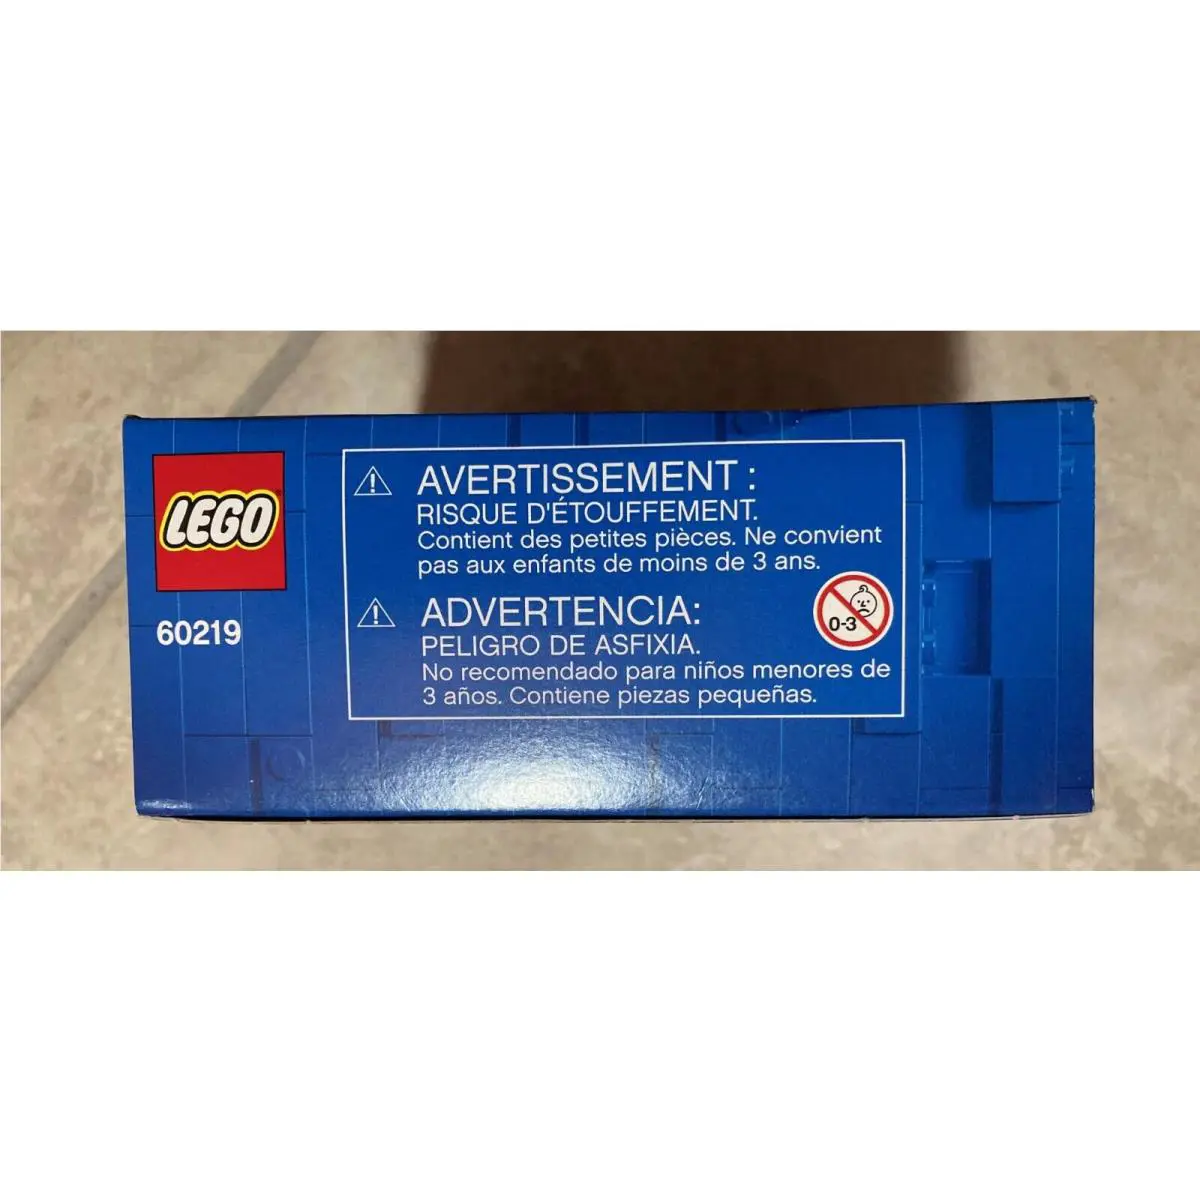 LEGO
60219
AVERTISSEMENT :
RISQUE D'ÉTOUFFEMENT.
Contient des petites pièces. Ne convient
pas aux enfants de moins de 3 ans.
ADVERTENCIA:
PELIGRO DE ASFIXIA.
No recomendado para niños menores de
3 años. Contiene piezas pequeñas.
0-3